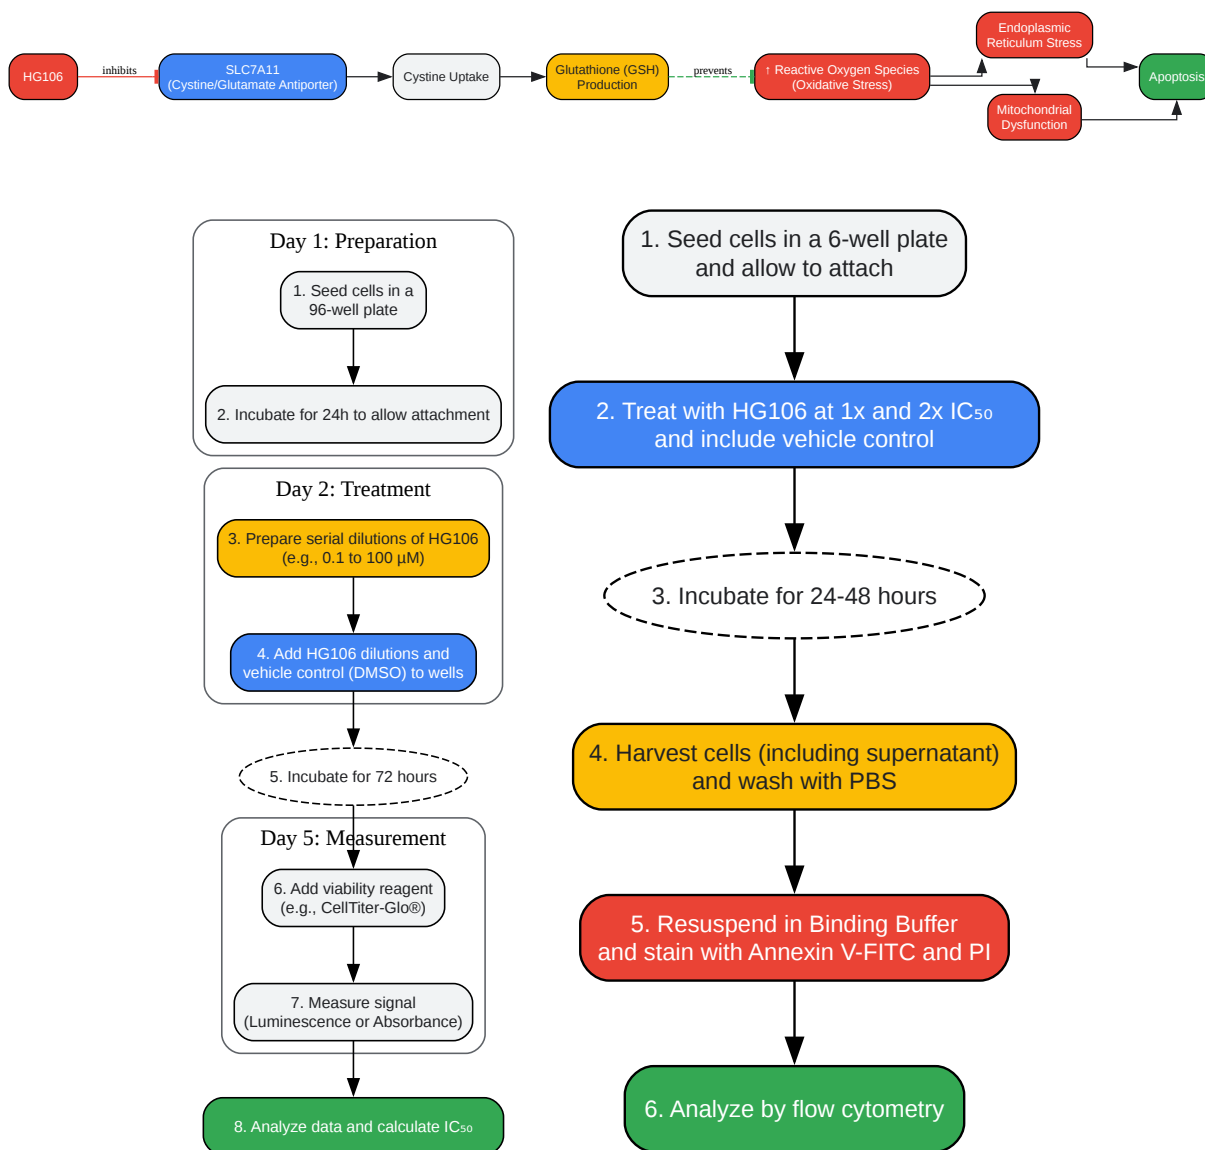 HG106
inhibits
SLC7A11
(Cystine/Glutamate Antiporter)
Cystine Uptake
Glutathione (GSH)
Production
prevents
↑ Reactive Oxygen Species
(Oxidative Stress)
Endoplasmic
Reticulum Stress
Mitochondrial
Dysfunction
Apoptosis
Day 1: Preparation
1. Seed cells in a
96-well plate
2. Incubate for 24h to allow attachment
Day 2: Treatment
3. Prepare serial dilutions of HG106
(e.g., 0.1 to 100 µM)
4. Add HG106 dilutions and
vehicle control (DMSO) to wells
5. Incubate for 72 hours
Day 5: Measurement
6. Add viability reagent
(e.g., CellTiter-Glo®)
7. Measure signal
(Luminescence or Absorbance)
8. Analyze data and calculate IC₅₀
1. Seed cells in a 6-well plate
and allow to attach
2. Treat with HG106 at 1x and 2x IC₅₀
and include vehicle control
3. Incubate for 24-48 hours
4. Harvest cells (including supernatant)
and wash with PBS
5. Resuspend in Binding Buffer
and stain with Annexin V-FITC and PI
6. Analyze by flow cytometry